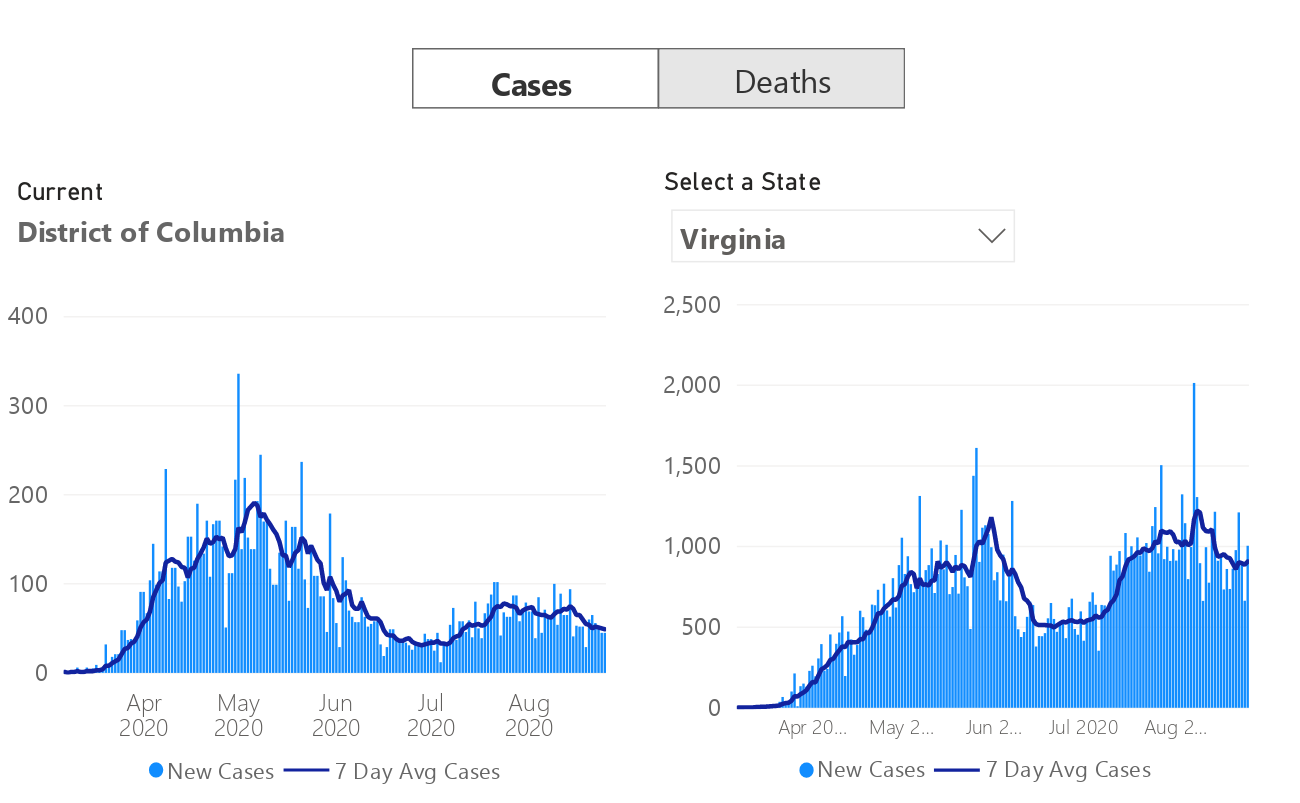 Cases
Deaths
Current
District of Columbia
Select a State
Virginia
400
300
200
100
0
Apr 2020
May 2020
Jun 2020
Jul 2020
Aug 2020
New Cases
7 Day Avg Cases
2,500
2,000
1,500
1,000
500
0
Apr 20...
May 2...
Jun 2...
Jul 2020
Aug 2...
New Cases
7 Day Avg Cases